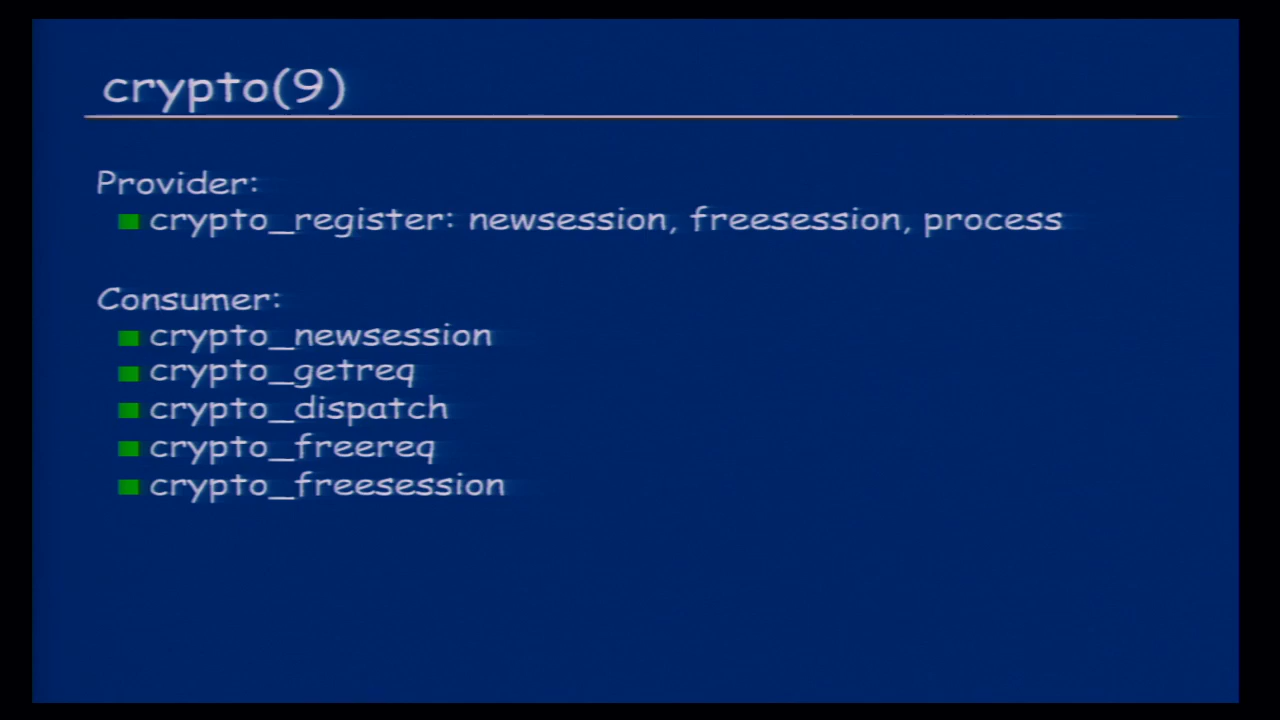 crypto(9)
Provider:
crypto_register: newsession, freesession, process
Consumer:
crypto_newsession
crypto_getreq
crypto_dispatch
crypto_freereq
crypto_freesession